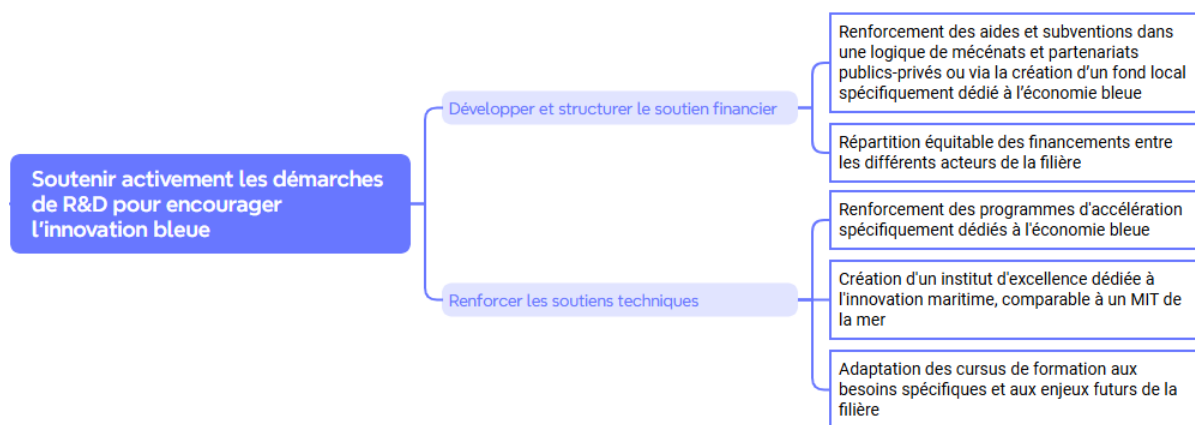 Soutenir activement les démarches
de R&D pour encourager
l'innovation bleue
Développer et structurer le soutien financier
Renforcement des aides et subventions dans
une logique de mécénats et partenariats
publics-privés ou via la création d'un fond local
spécifiquement dédié à l'économie bleue
Répartition équitable des financements entre
les différents acteurs de la filière
Renforcer les soutiens techniques
Renforcement des programmes d'accélération
spécifiquement dédiés à l'économie bleue
Création d'un institut d'excellence dédiée à
l'innovation maritime, comparable à un MIT de
la mer
Adaptation des cursus de formation aux
besoins spécifiques et aux enjeux futurs de la
filière